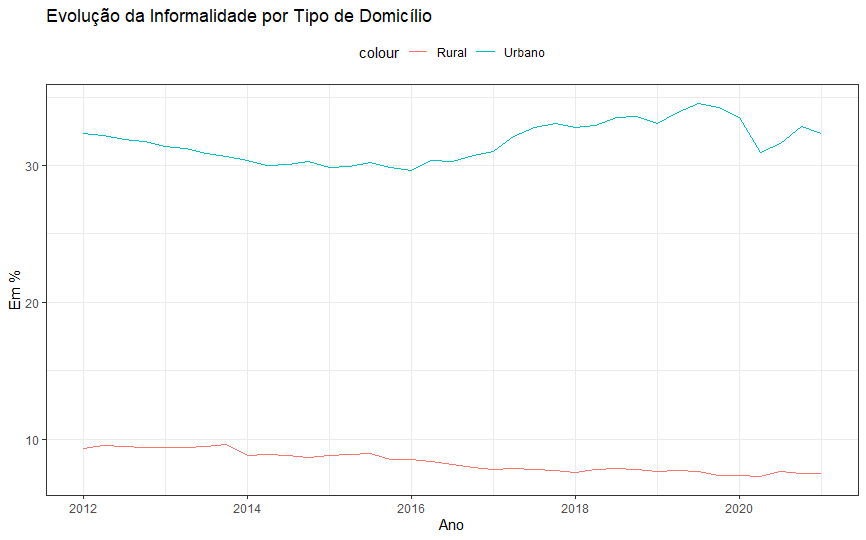 Evolução da Informalidade por Tipo de Domicílio
colour Rural Urbano
Em %
30
20
10
2012 2014 2016 2018 2020
Ano